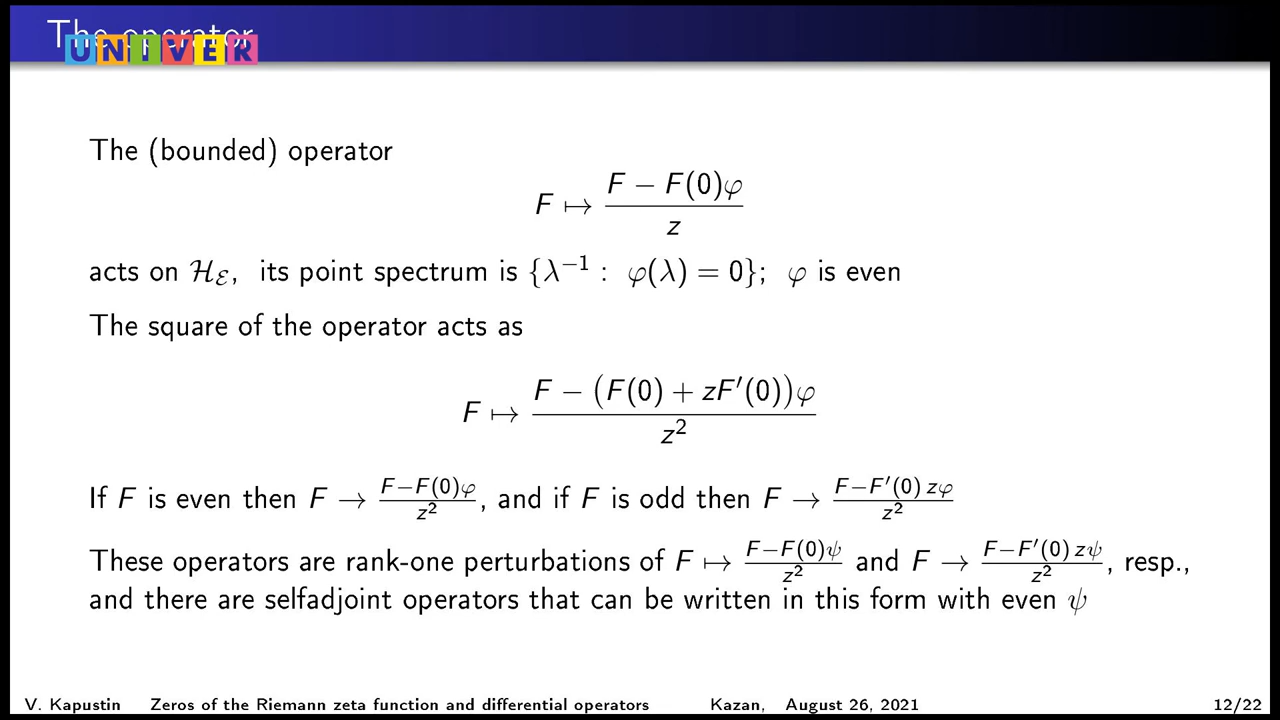 The operator
UNIVER
The (bounded) operator
F ↦ (F − F(0)φ) / z
acts on ℋ_ℰ, its point spectrum is {λ⁻¹ : φ(λ) = 0}; φ is even
The square of the operator acts as
F ↦ (F − (F(0) + zF′(0))φ) / z²
If F is even then F → (F−F(0)φ)/z², and if F is odd then F → (F−F′(0) zφ)/z²
These operators are rank-one perturbations of F ↦ (F−F(0)ψ)/z² and F → (F−F′(0) zψ)/z², resp.,
and there are selfadjoint operators that can be written in this form with even ψ
V. Kapustin Zeros of the Riemann zeta function and differential operators Kazan, August 26, 2021 12/22